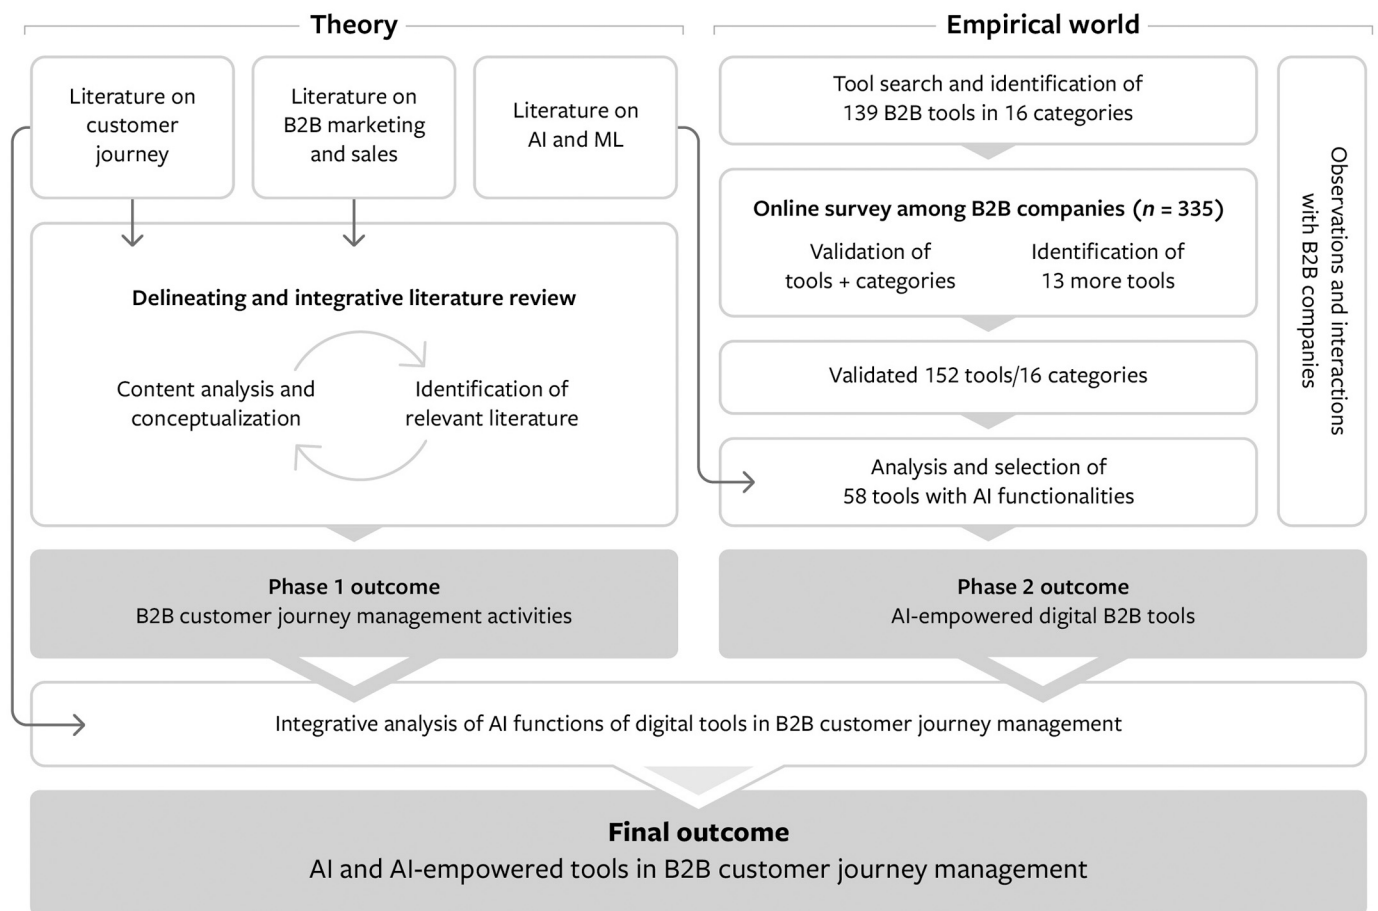 Theory
Literature on
customer
journey
Literature on
B2B marketing
and sales
Literature on
AI and ML
Delineating and integrative literature review
Content analysis and
conceptualization
Identification of
relevant literature
Phase 1 outcome
B2B customer journey management activities
Empirical world
Tool search and identification of
139 B2B tools in 16 categories
Online survey among B2B companies (n = 335)
Validation of
tools + categories
Identification of
13 more tools
Validated 152 tools/16 categories
Analysis and selection of
58 tools with AI functionalities
Observations and interactions
with B2B companies
Phase 2 outcome
AI-empowered digital B2B tools
Integrative analysis of AI functions of digital tools in B2B customer journey management
Final outcome
AI and AI-empowered tools in B2B customer journey management